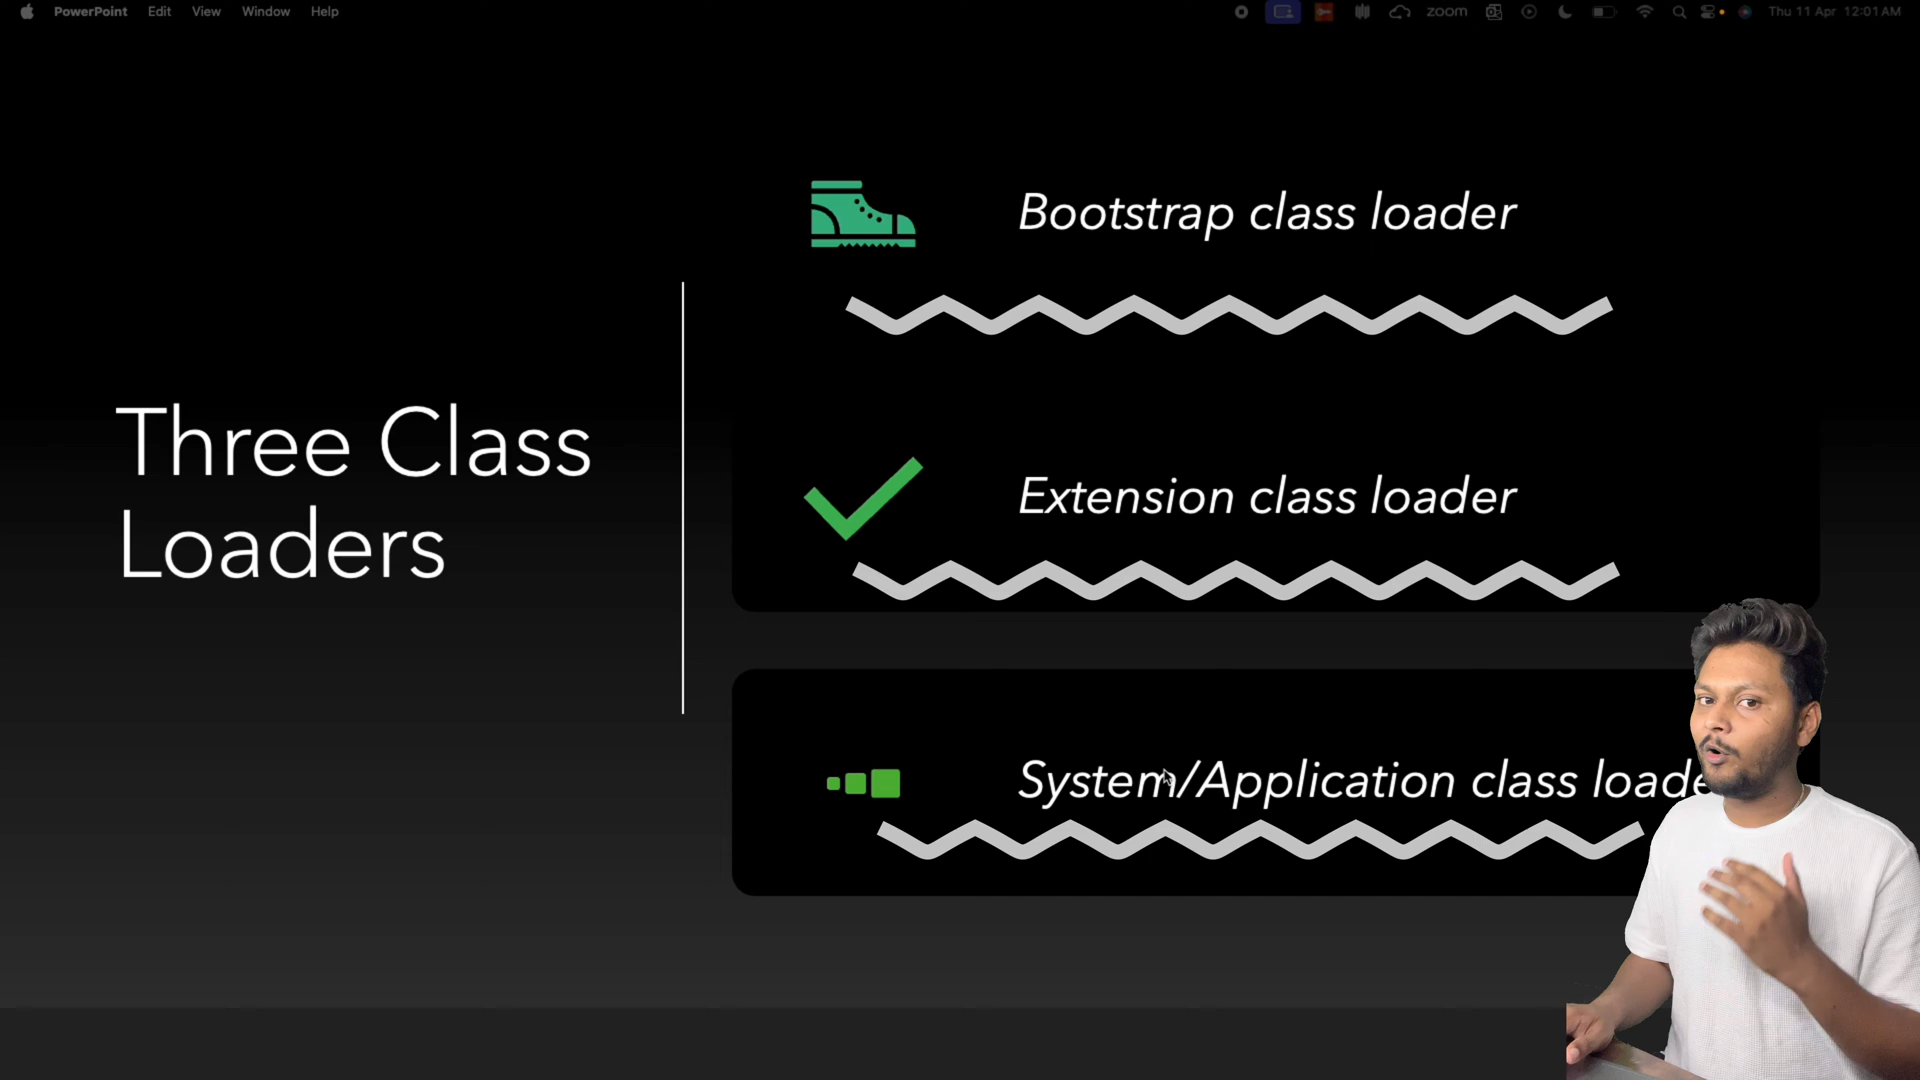 PowerPoint Edit View Window Help
zoom
Thu 11 Apr 12:01 AM
Three Class
Loaders
Bootstrap class loader
Extension class loader
System/Application class loade